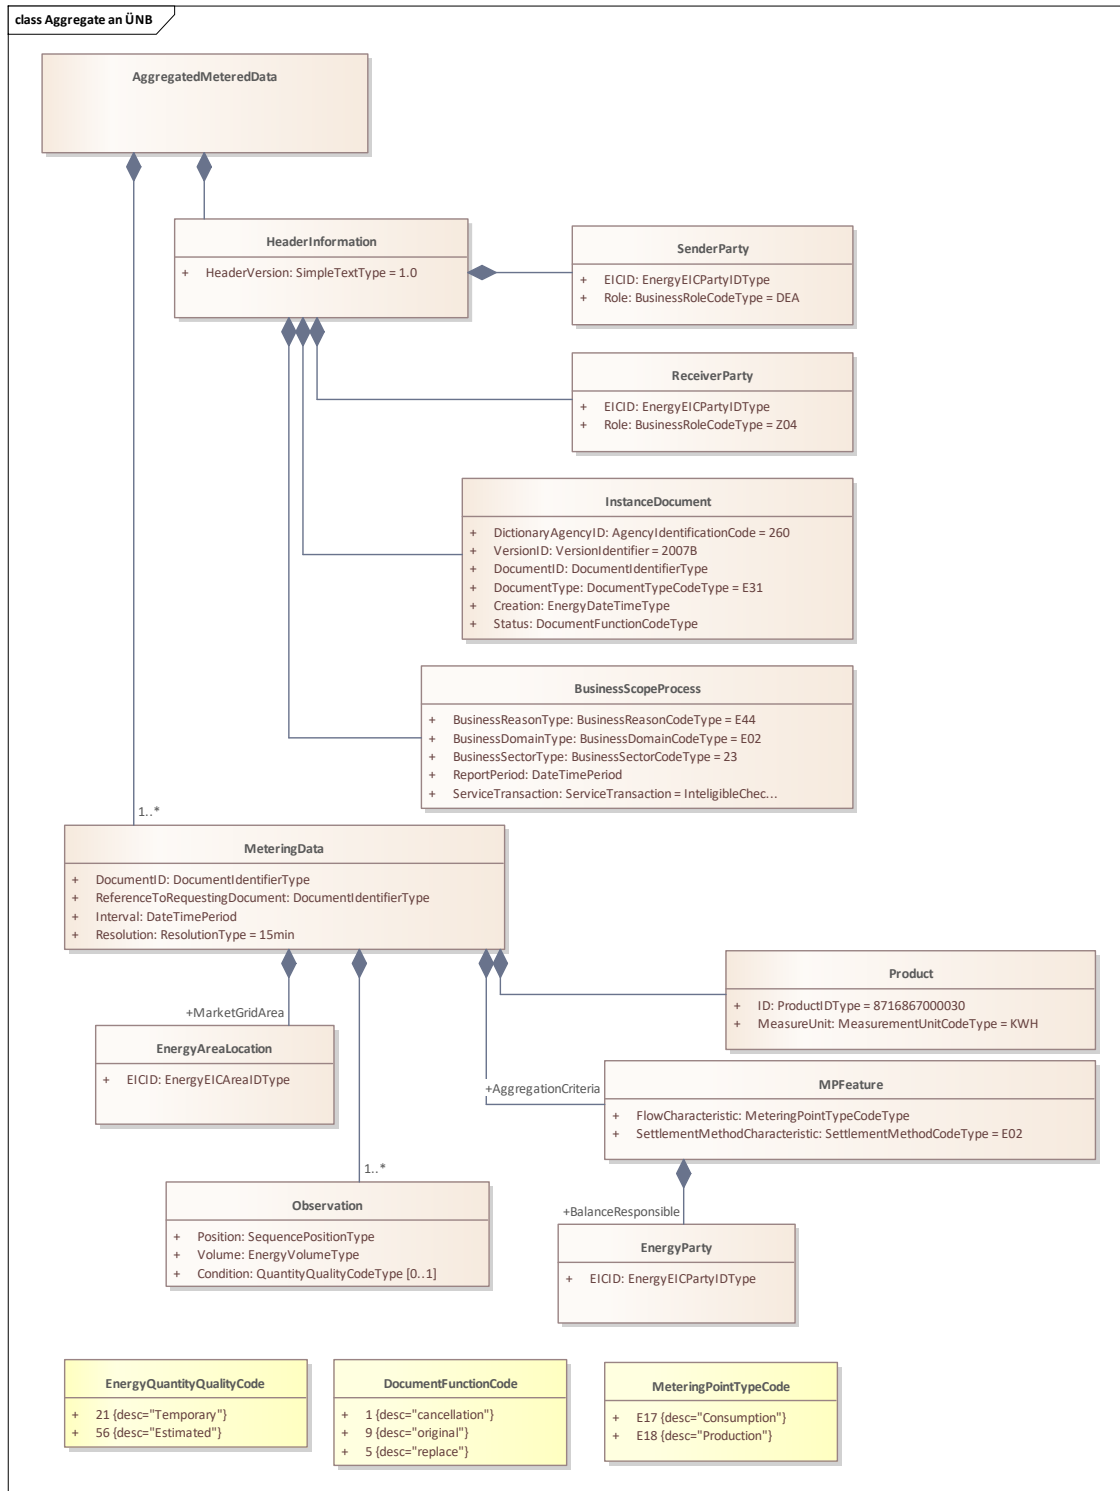 class Aggregate an ÜNB
AggregatedMeteredData
HeaderInformation
+ HeaderVersion: SimpleTextType = 1.0
SenderParty
+ EICID: EnergyEICPartyIDType
+ Role: BusinessRoleCodeType = DEA
ReceiverParty
+ EICID: EnergyEICPartyIDType
+ Role: BusinessRoleCodeType = Z04
InstanceDocument
+ DictionaryAgencyID: AgencyIdentificationCode = 260
+ VersionID: VersionIdentifier = 2007B
+ DocumentID: DocumentIdentifierType
+ DocumentType: DocumentTypeCodeType = E31
+ Creation: EnergyDateTimeType
+ Status: DocumentFunctionCodeType
BusinessScopeProcess
+ BusinessReasonType: BusinessReasonCodeType = E44
+ BusinessDomainType: BusinessDomainCodeType = E02
+ BusinessSectorType: BusinessSectorCodeType = 23
+ ReportPeriod: DateTimePeriod
+ ServiceTransaction: ServiceTransaction = InteligibleChec...
1..*
MeteringData
+ DocumentID: DocumentIdentifierType
+ ReferenceToRequestingDocument: DocumentIdentifierType
+ Interval: DateTimePeriod
+ Resolution: ResolutionType = 15min
Product
+ ID: ProductIDType = 8716867000030
+ MeasureUnit: MeasurementUnitCodeType = KWH
+MarketGridArea
EnergyAreaLocation
+ EICID: EnergyEICAreaIDType
+AggregationCriteria
MPFeature
+ FlowCharacteristic: MeteringPointTypeCodeType
+ SettlementMethodCharacteristic: SettlementMethodCodeType = E02
1..*
Observation
+ Position: SequencePositionType
+ Volume: EnergyVolumeType
+ Condition: QuantityQualityCodeType [0..1]
+BalanceResponsible
EnergyParty
+ EICID: EnergyEICPartyIDType
EnergyQuantityQualityCode
+ 21 {desc="Temporary"}
+ 56 {desc="Estimated"}
DocumentFunctionCode
+ 1 {desc="cancellation"}
+ 9 {desc="original"}
+ 5 {desc="replace"}
MeteringPointTypeCode
+ E17 {desc="Consumption"}
+ E18 {desc="Production"}